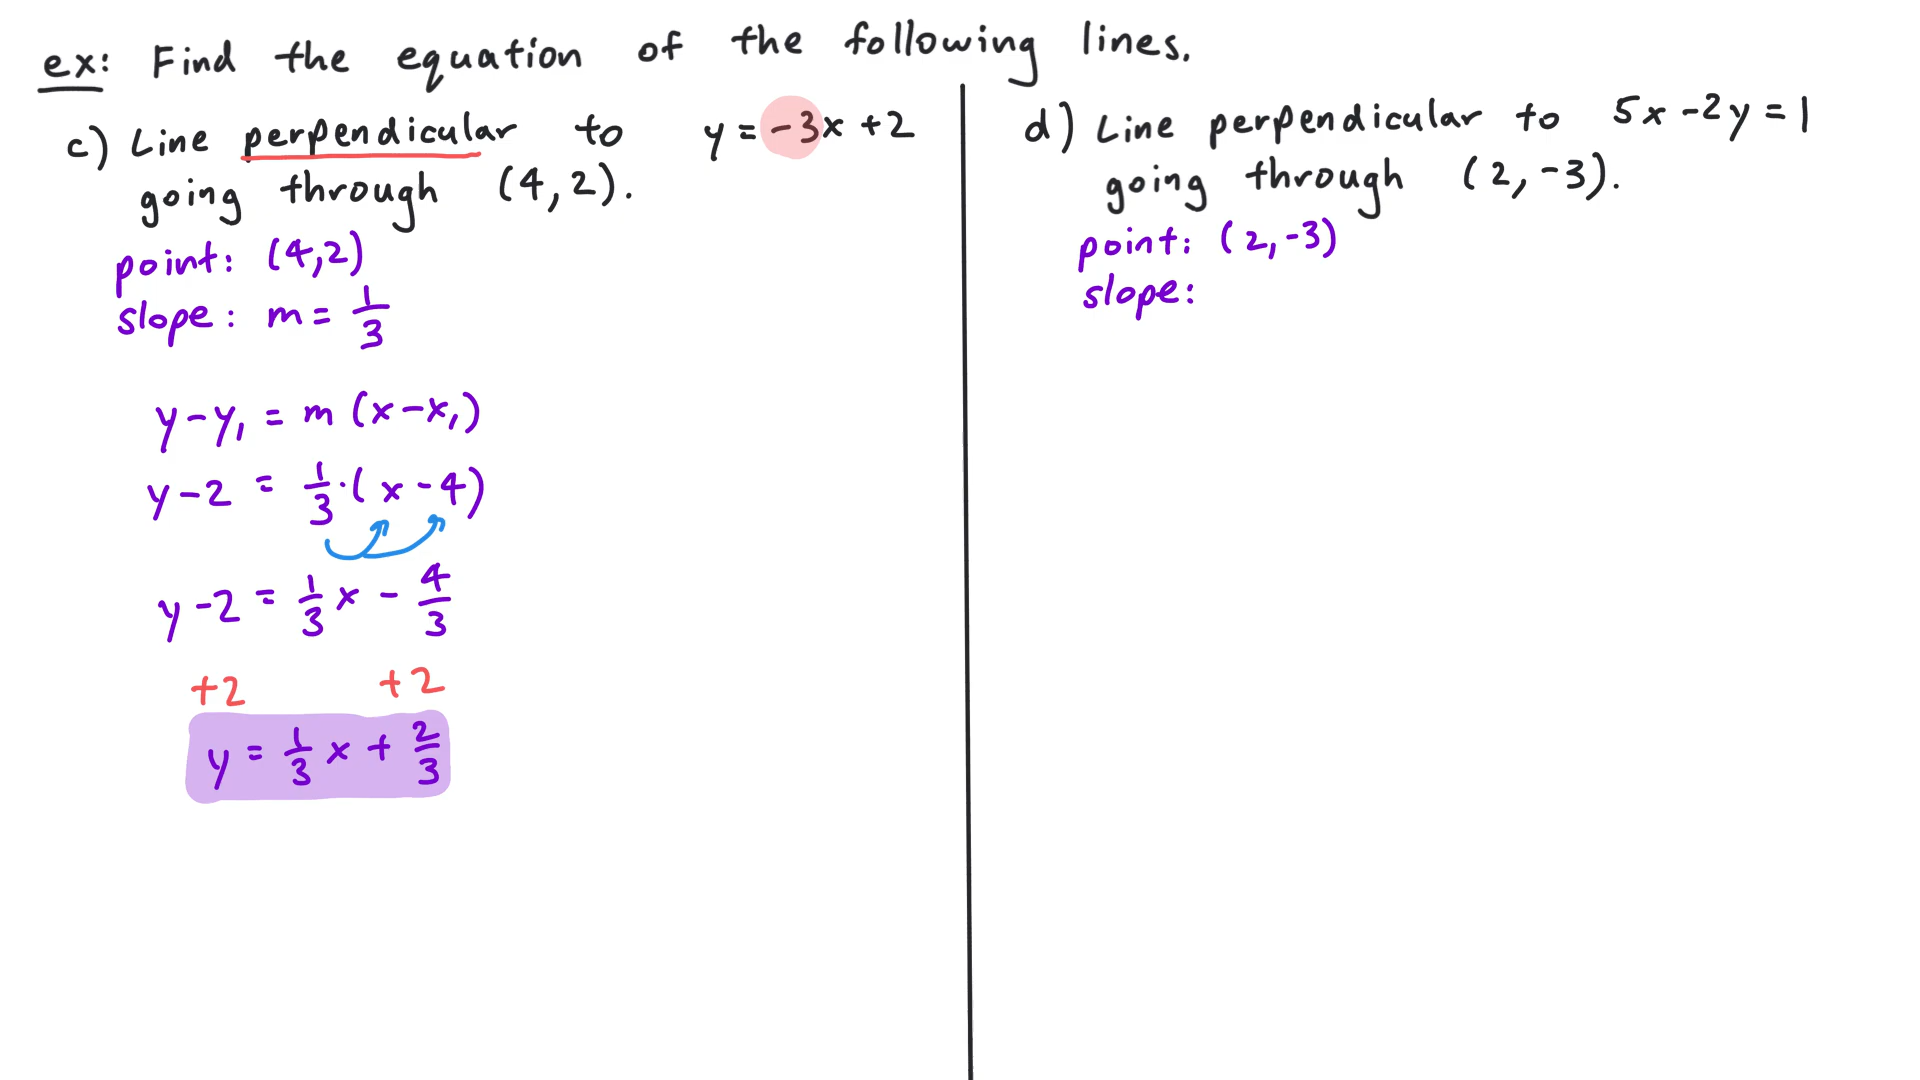 ex: Find the equation of the following lines.
c) Line perpendicular to y = -3x +2
going through (4,2).
point: (4,2)
slope: m = 1/3
y - y₁ = m (x - x₁)
y - 2 = 1/3 · (x - 4)
y - 2 = 1/3 x - 4/3
+2 +2
y = 1/3 x + 2/3
d) Line perpendicular to 5x - 2y = 1
going through (2, -3).
point: (2, -3)
slope: